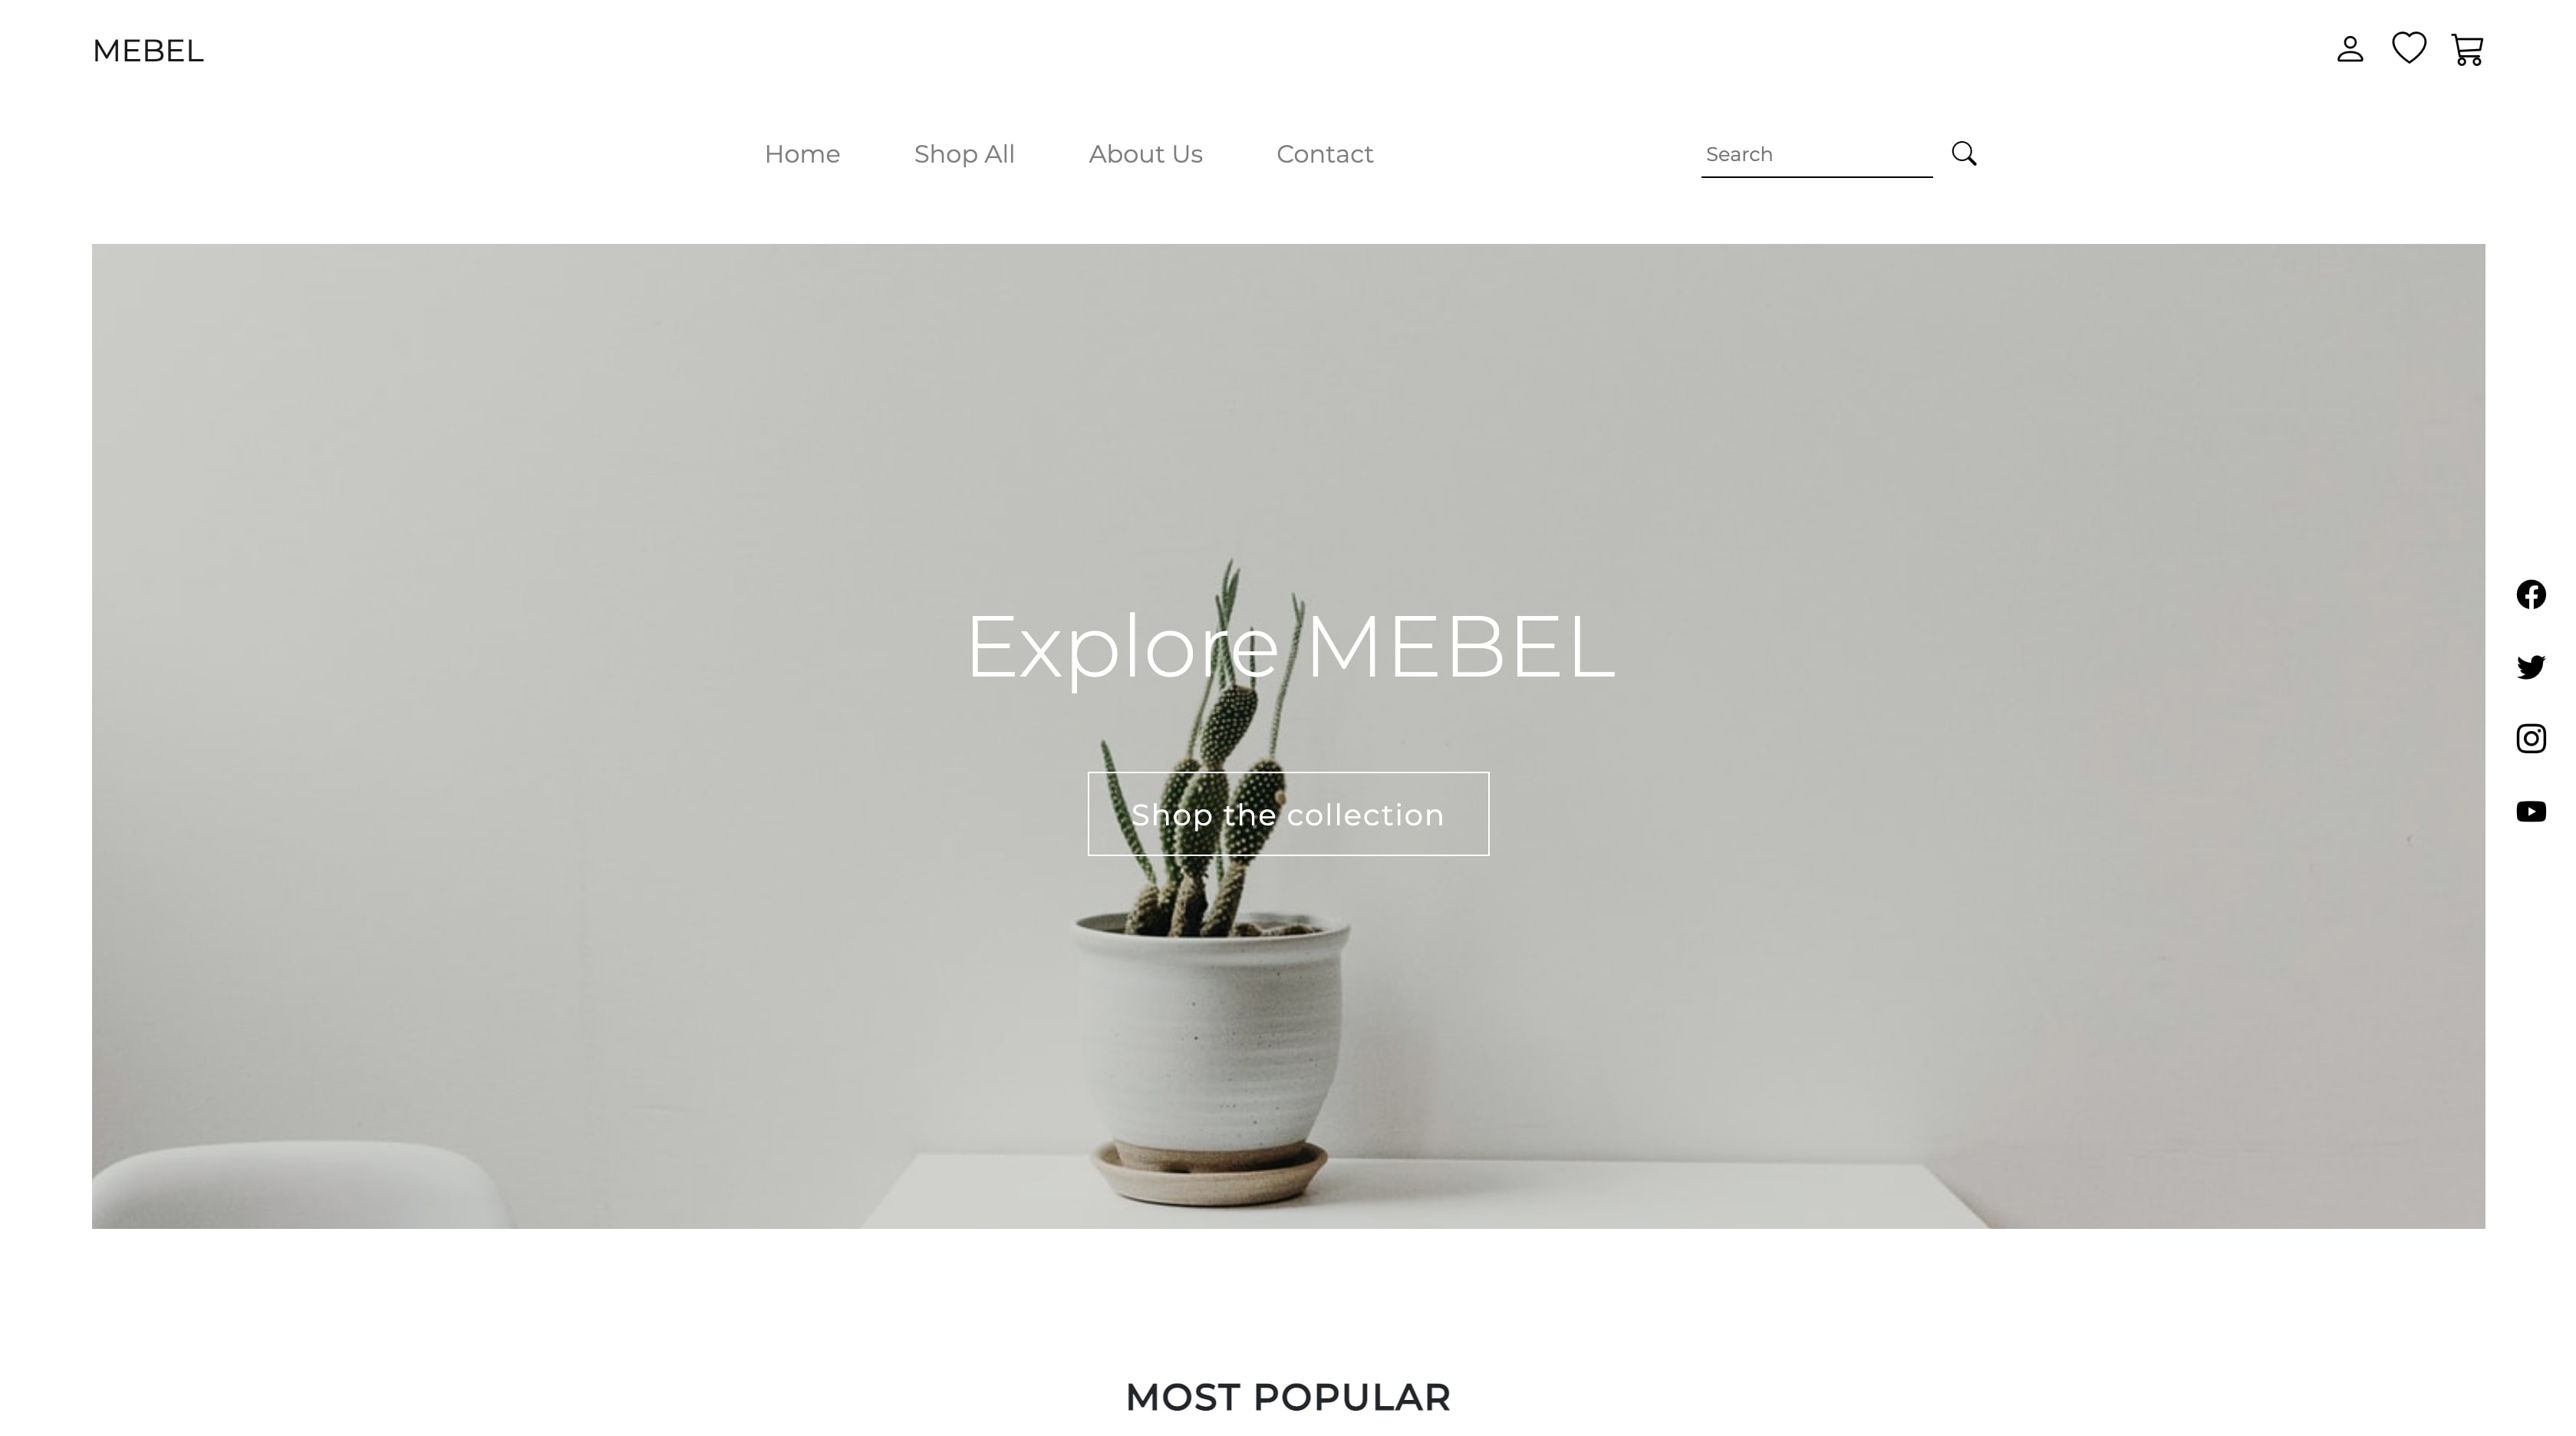 MEBEL
Home Shop All About Us Contact Search
Explore MEBEL
Shop the collection
MOST POPULAR